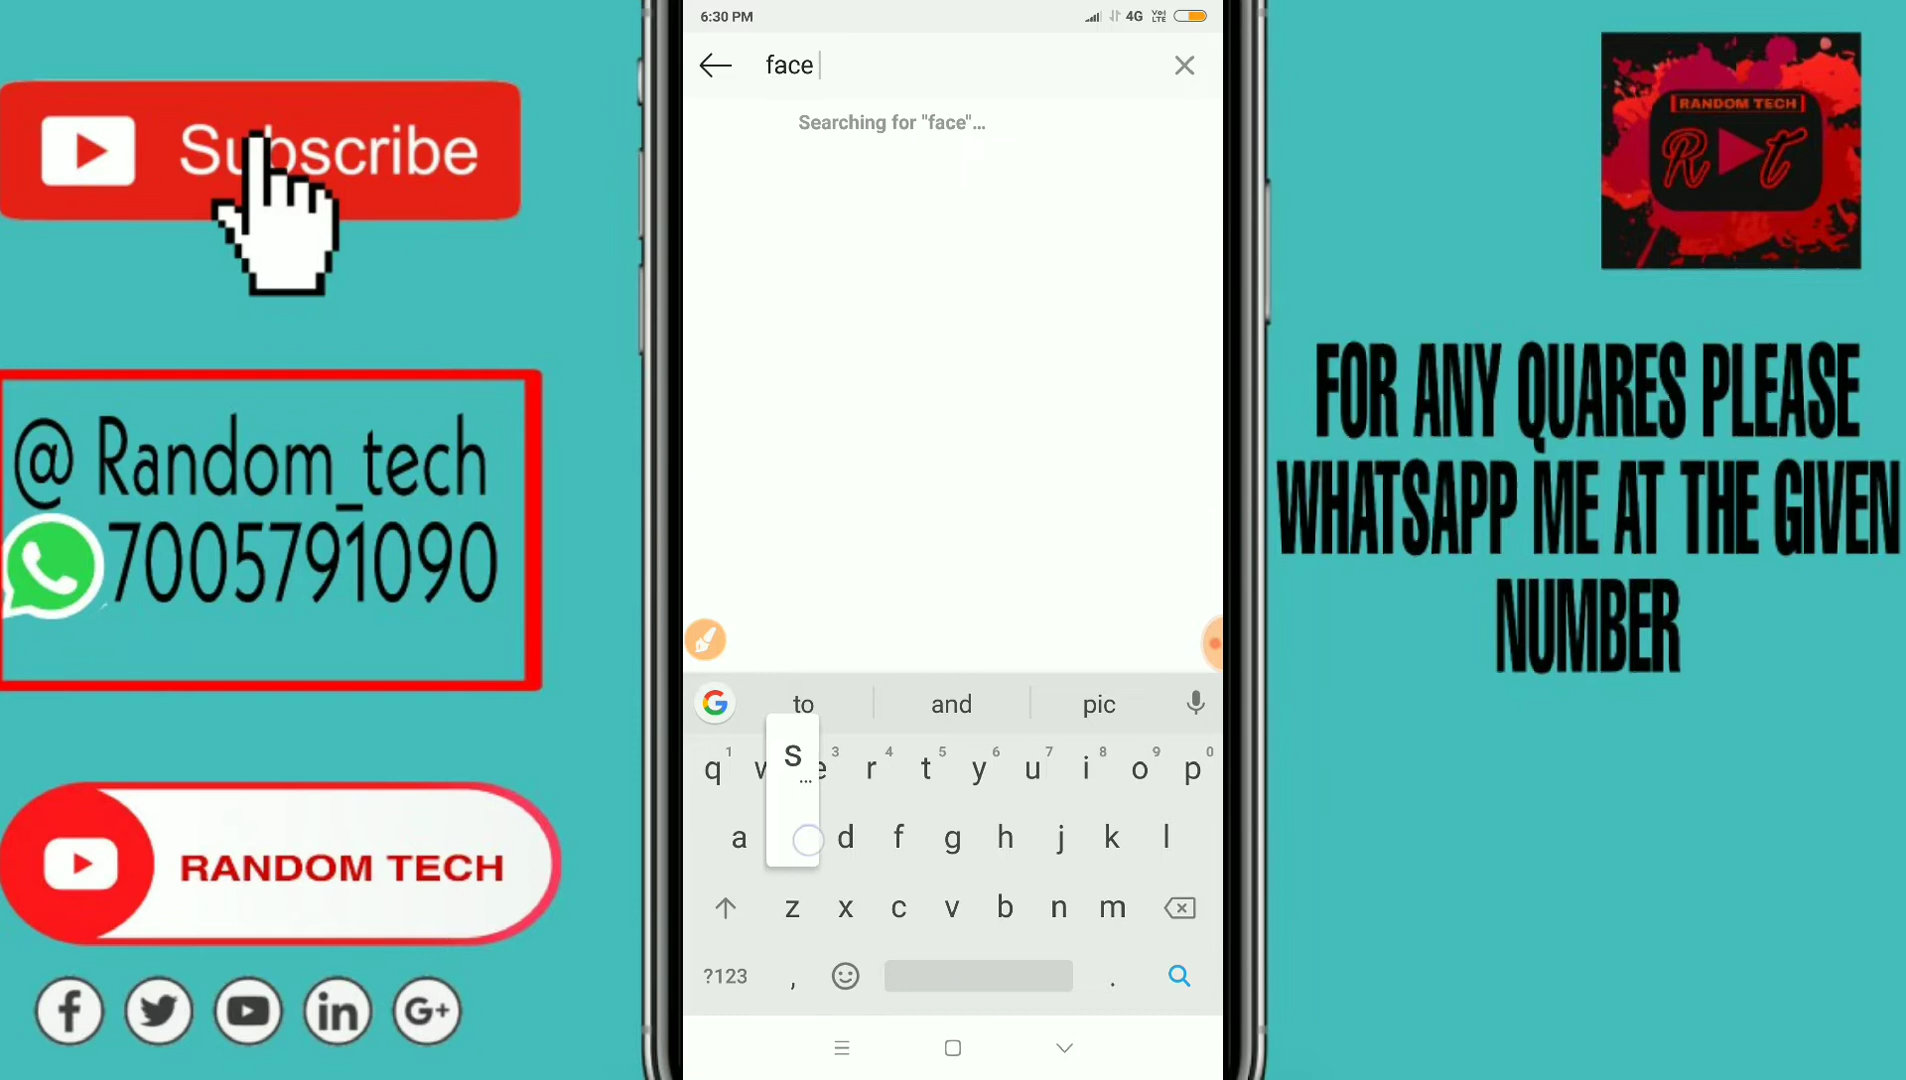 Subscribe
@ Random_tech
7005791090
RANDOM TECH
6:30 PM
4G
Vo)
LTE
face
Searching for "face"...
to and pic
q 1 w e 3 r 4 t 5 y 6 u 7 i 8 o 9 p 0
s
...
a d f g h j k l
z x c v b n m
?123 , .
[RANDOM TECH]
R t
FOR ANY QUARES PLEASE
WHATSAPP ME AT THE GIVEN
NUMBER